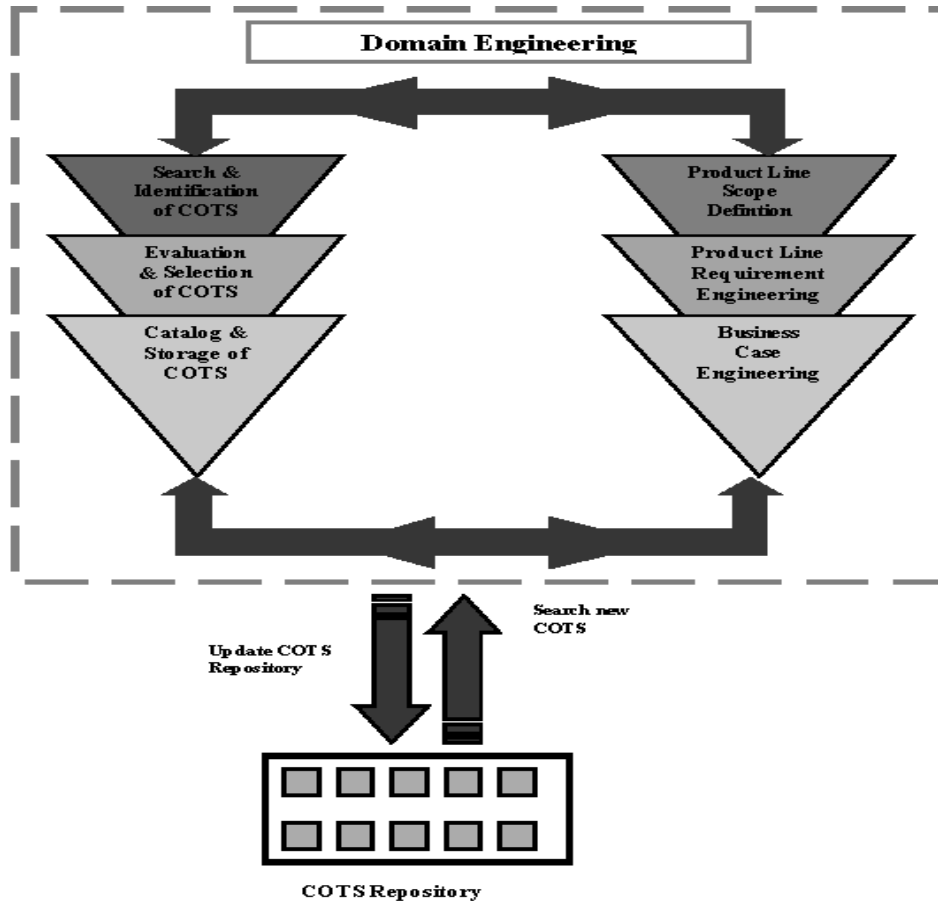 Domain Engineering
Search &
Identification
of COTS
Evaluation
& Selection
of COTS
Catalog &
Storage of
COTS
Product Line
Scope
Defintion
Product Line
Requirement
Engineering
Business
Case
Engineering
Update COTS
Repository
Search new
COTS
COTS Repository